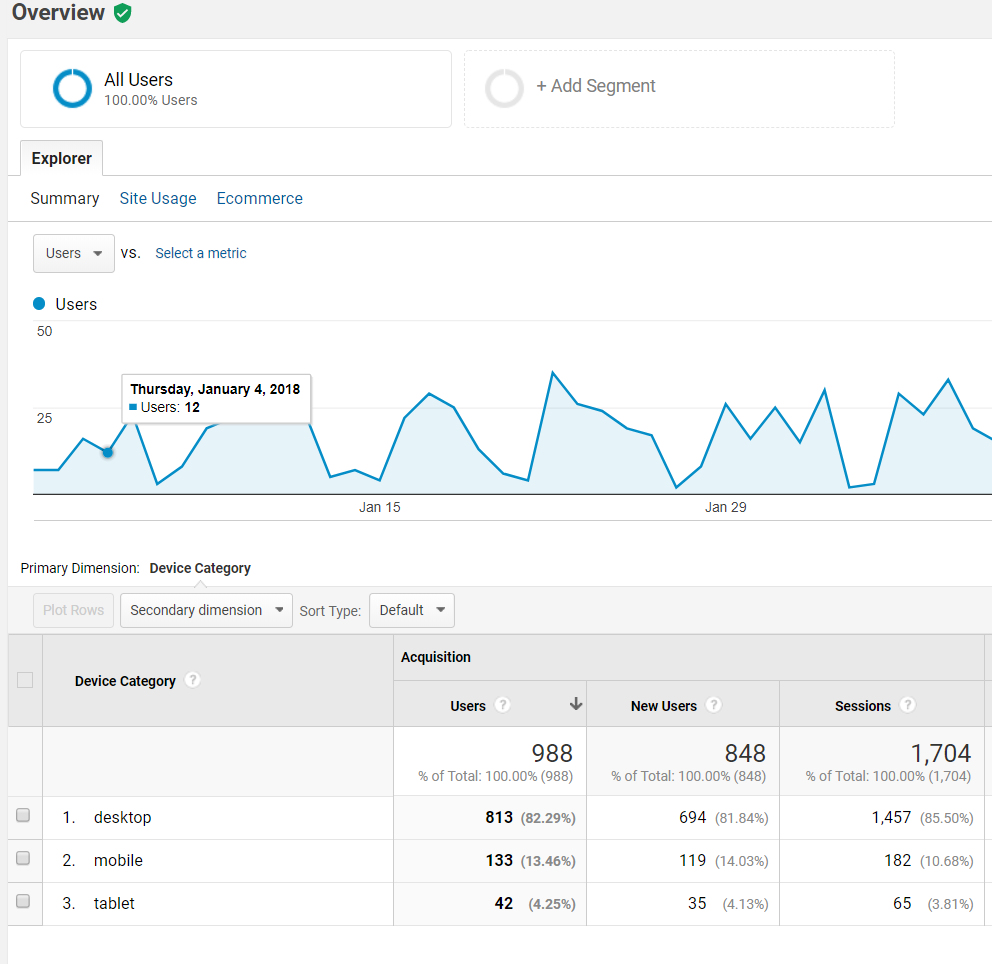 Overview
All Users
100.00% Users
+ Add Segment
Explorer
Summary Site Usage Ecommerce
Users vs. Select a metric
Users
50
Thursday, January 4, 2018
Users: 12
25
Jan 15 Jan 29
Primary Dimension: Device Category
Plot Rows Secondary dimension Sort Type: Default
Acquisition
Device Category ?
Users ? New Users ? Sessions ?
988 848 1,704
% of Total: 100.00% (988) % of Total: 100.00% (848) % of Total: 100.00% (1,704)
1. desktop 813 (82.29%) 694 (81.84%) 1,457 (85.50%)
2. mobile 133 (13.46%) 119 (14.03%) 182 (10.68%)
3. tablet 42 (4.25%) 35 (4.13%) 65 (3.81%)